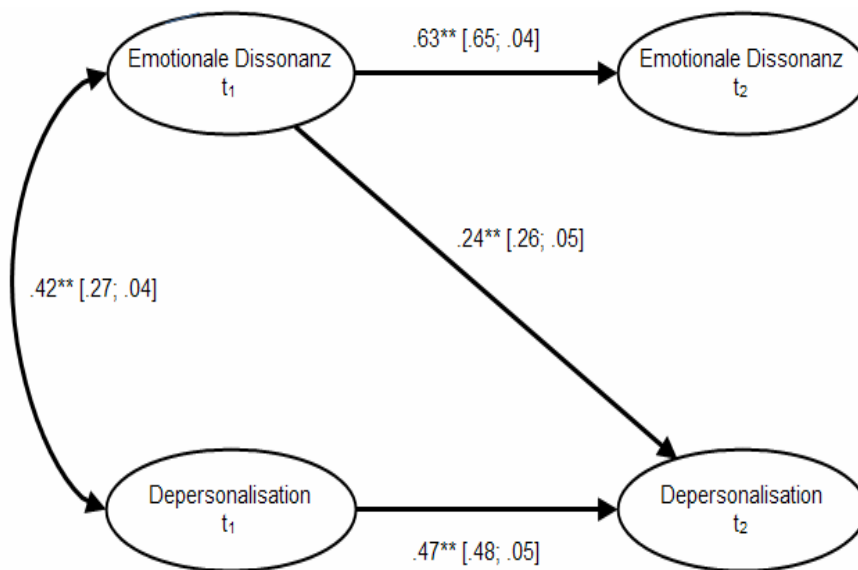 .63** [.65; .04]
Emotionale Dissonanz
t₁
Emotionale Dissonanz
t₂
.24** [.26; .05]
.42** [.27; .04]
Depersonalisation
t₁
Depersonalisation
t₂
.47** [.48; .05]